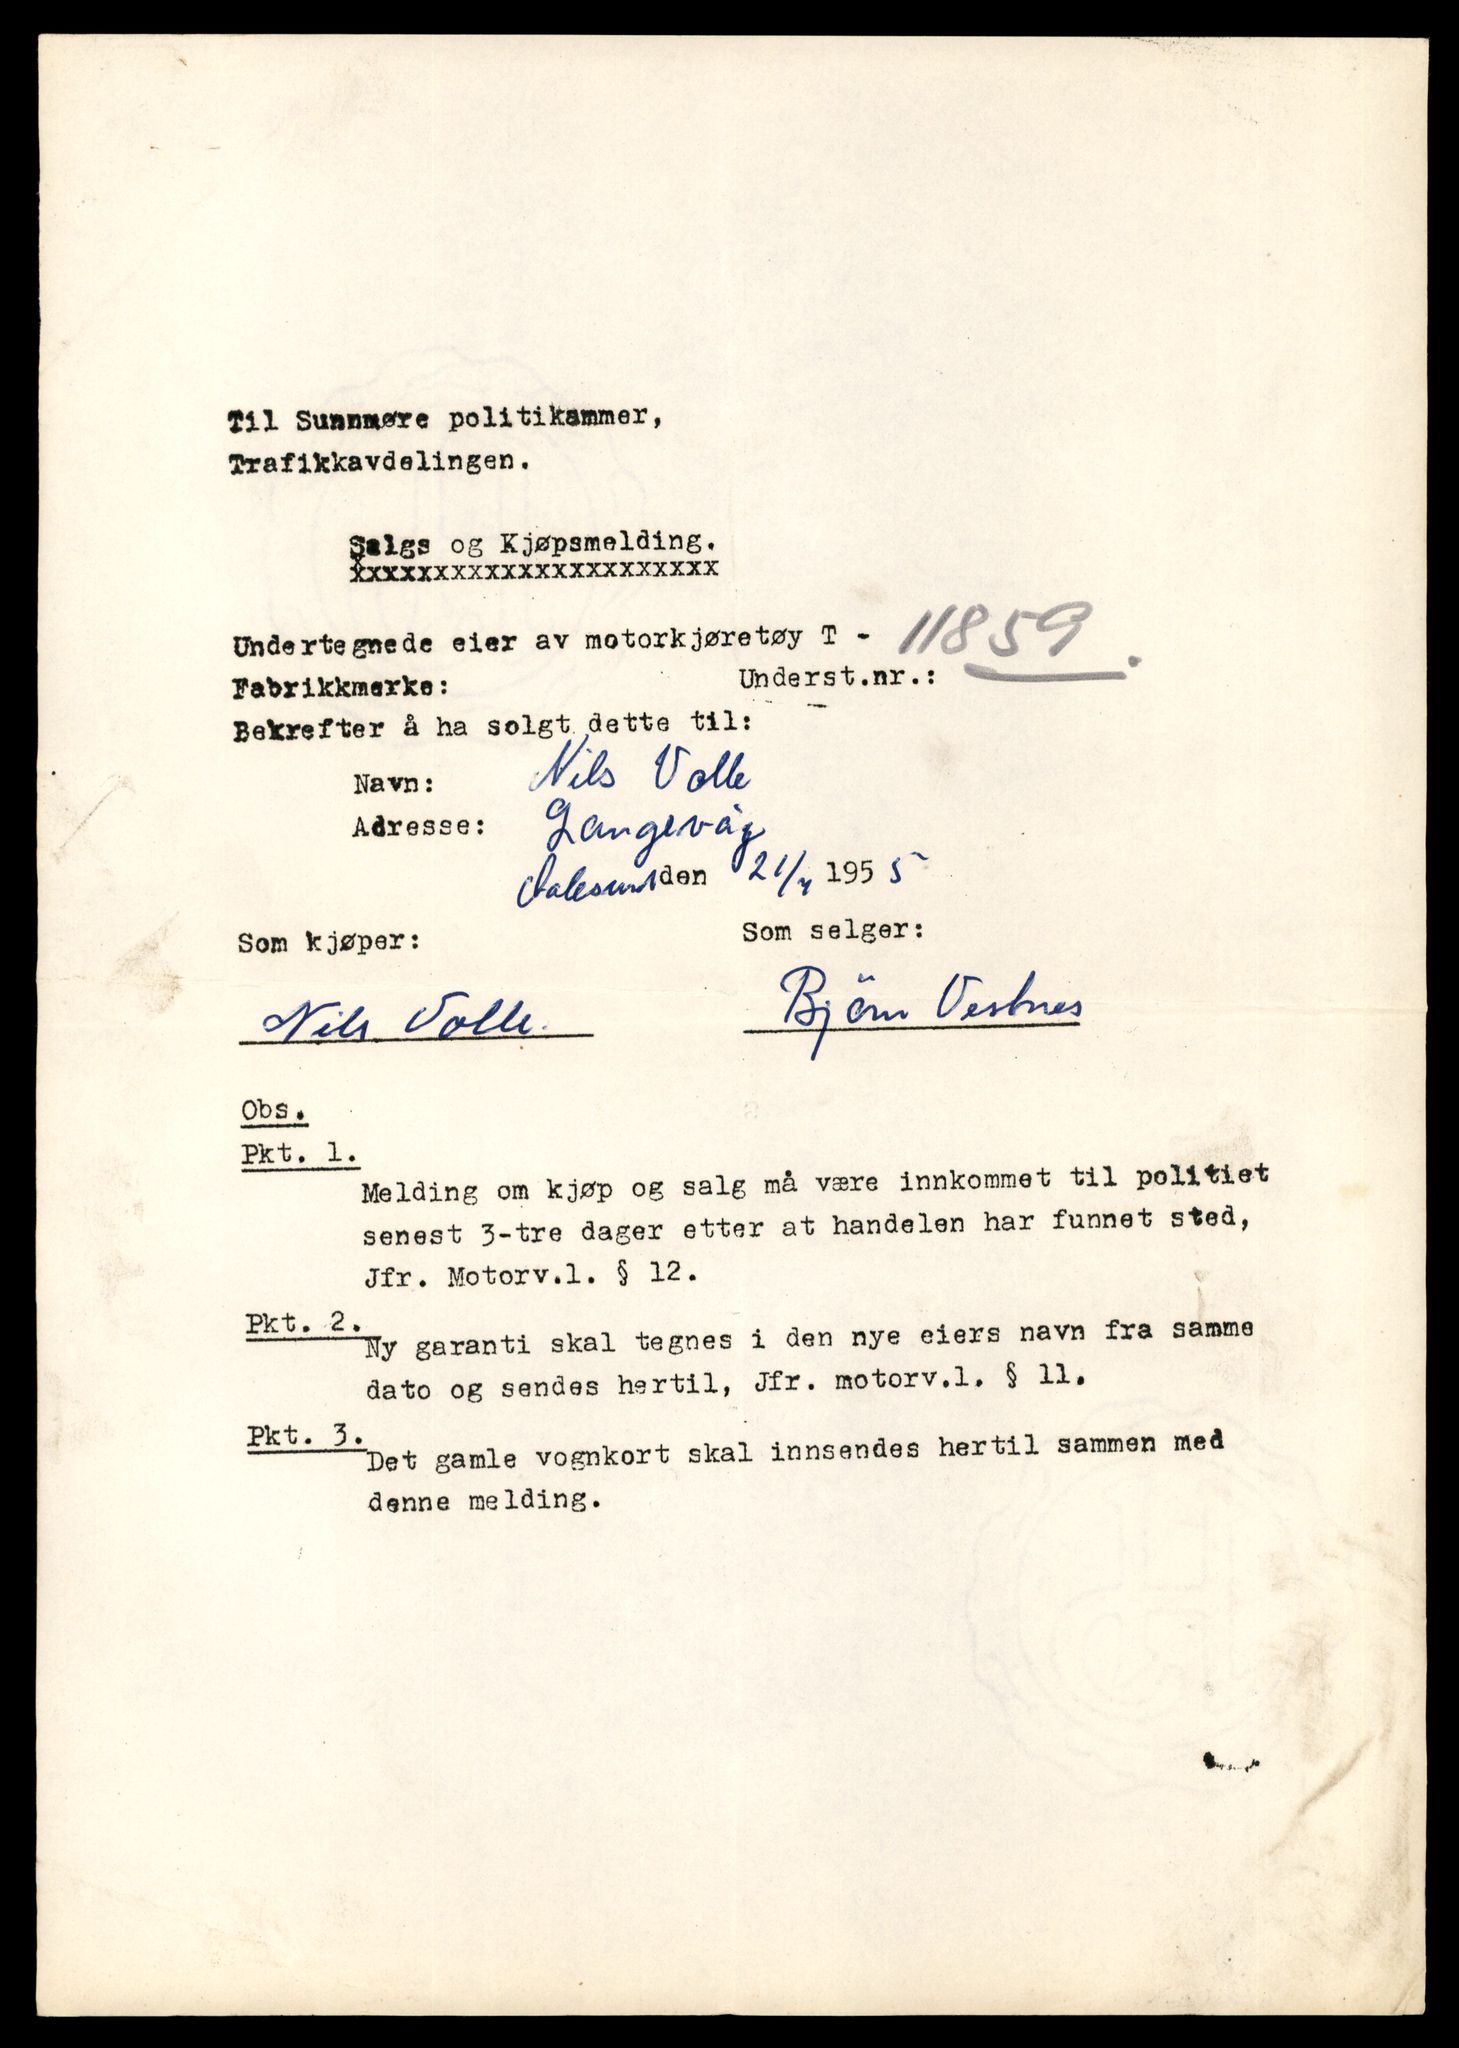 Til Sunnmøre politikammer,
Trafikkavdelingen.
Salgs og Kjøpsmelding.
xxxxxxxxxxxxxxxxxxxxxxx
Undertegnede eier av motorkjøretøy T - 11859.
Fabrikkmerke: Underst.nr.:
Bekrefter å ha solgt dette til:
Navn: Nils Volle
Adresse: Langevåg
Aalesund den 21/4 1955
Som kjøper: Som selger:
Nils Volle. Björn Vestnes
Obs.
Pkt. 1.
Melding om kjøp og salg må være innkommet til politiet
senest 3-tre dager etter at handelen har funnet sted,
Jfr. Motorv.l. § 12.
Pkt. 2.
Ny garanti skal tegnes i den nye eiers navn fra samme
dato og sendes hertil, Jfr. motorv.l. § 11.
Pkt. 3.
Det gamle vognkort skal innsendes hertil sammen med
denne melding.